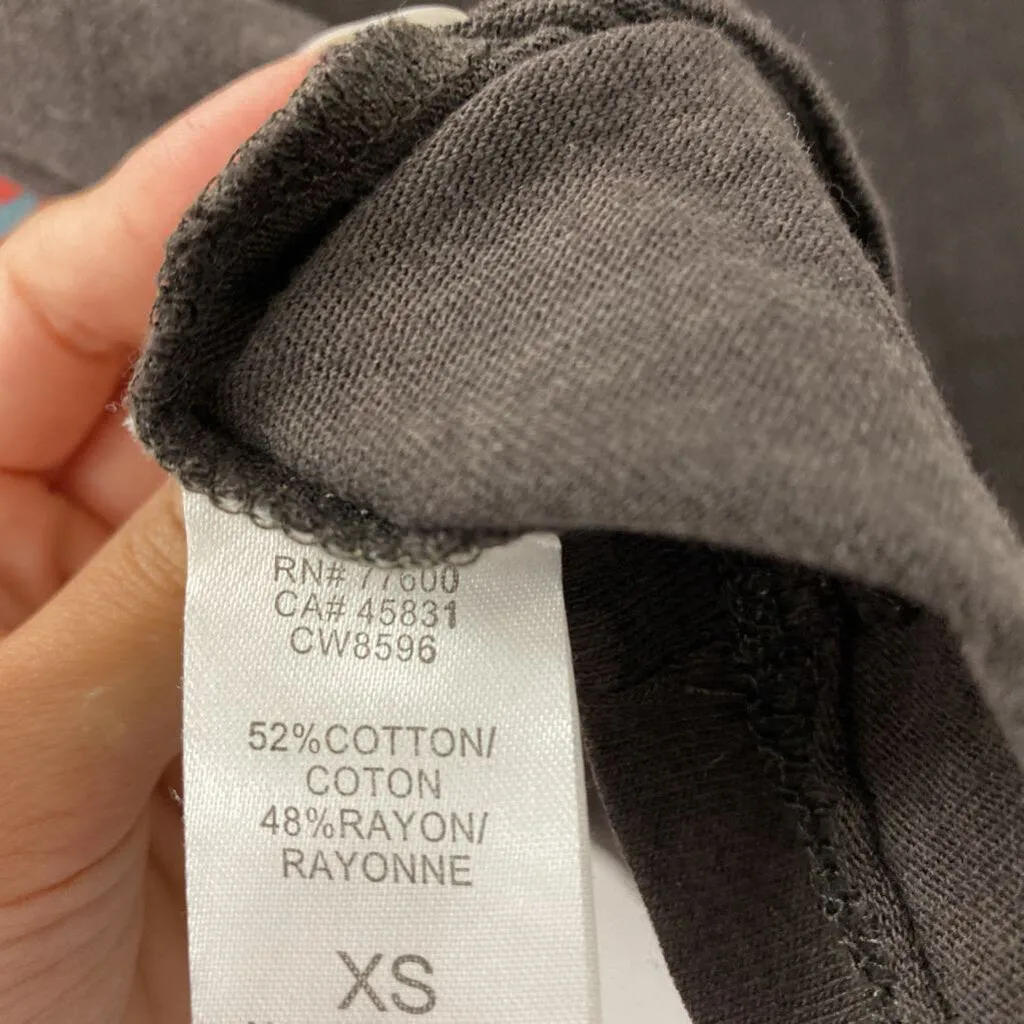 RN# 77600
CA# 45831
CW8596
52%COTTON/
COTON
48%RAYON/
RAYONNE
XS